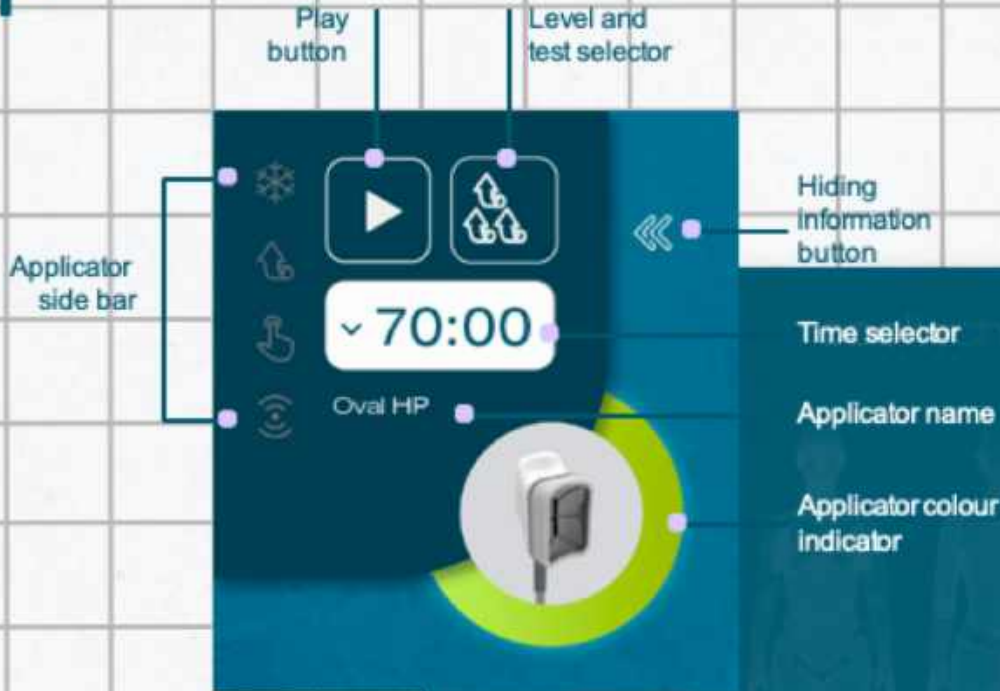 Play
button
Level and
test selector
Applicator
side bar
Hiding
information
button
70:00
Time selector
Oval HP
Applicator name
Applicator colour
indicator